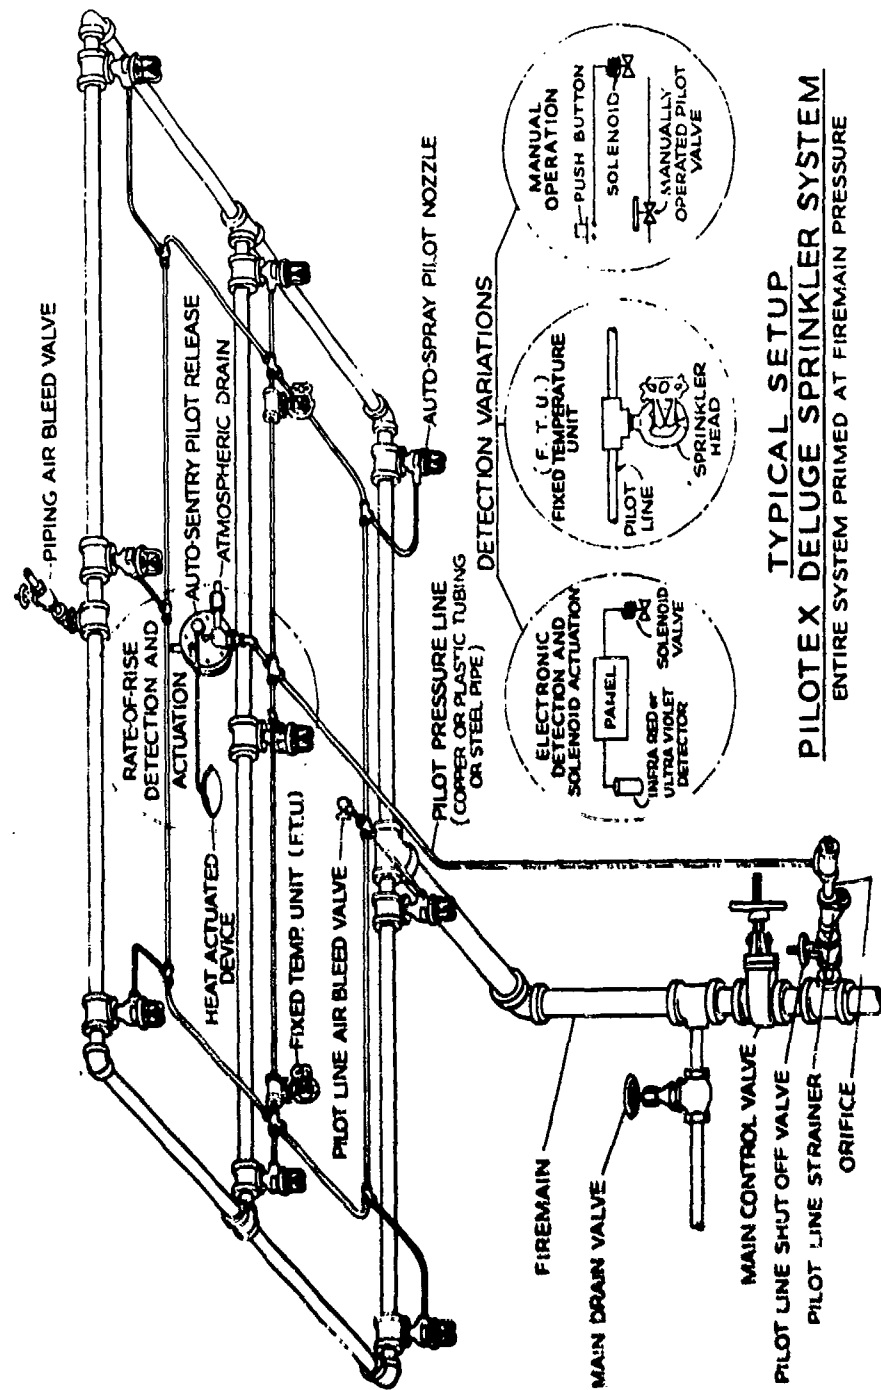 PIPING AIR BLEED VALVE
RATE-OF-RISE
DETECTION AND
ACTUATION
AUTO-SENTRY PILOT RELEASE
ATMOSPHERIC DRAIN
HEAT ACTUATED
DEVICE
FIXED TEMP. UNIT (F.T.U)
PILOT LINE AIR BLEED VALVE
AUTO-SPRAY PILOT NOZZLE
PILOT PRESSURE LINE
(COPPER OR PLASTIC TUBING
OR STEEL PIPE)
FIREMAIN
MAIN DRAIN VALVE
MAIN CONTROL VALVE
PILOT LINE SHUT OFF VALVE
PILOT LINE STRAINER
ORIFICE
DETECTION VARIATIONS
ELECTRONIC
DETECTION AND
SOLENOID ACTUATION
PANEL
INFRA RED or
ULTRA VIOLET
DETECTOR
SOLENOID
VALVE
(F.T.U.)
FIXED TEMPERATURE
UNIT
PILOT
LINE
SPRINKLER
HEAD
MANUAL
OPERATION
PUSH BUTTON
SOLENOID
MANUALLY
OPERATED PILOT
VALVE
TYPICAL SETUP
PILOTEX DELUGE SPRINKLER SYSTEM
ENTIRE SYSTEM PRIMED AT FIREMAIN PRESSURE